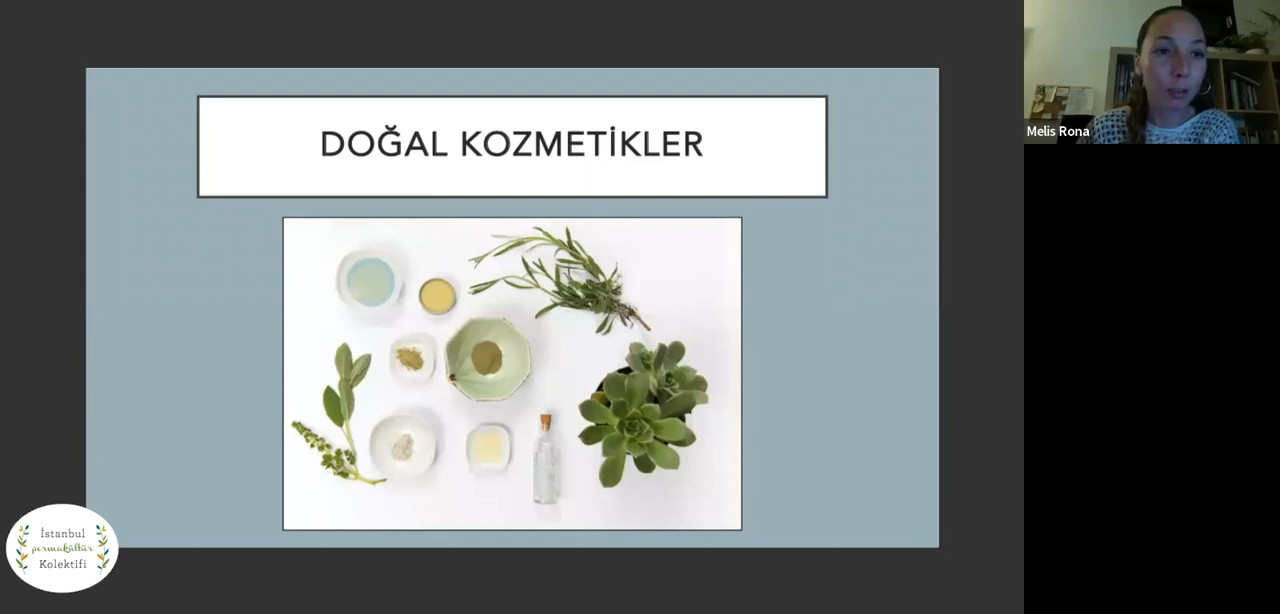 DOĞAL KOZMETİKLER
Melis Rona
İstanbul
permakültür
Kolektifi